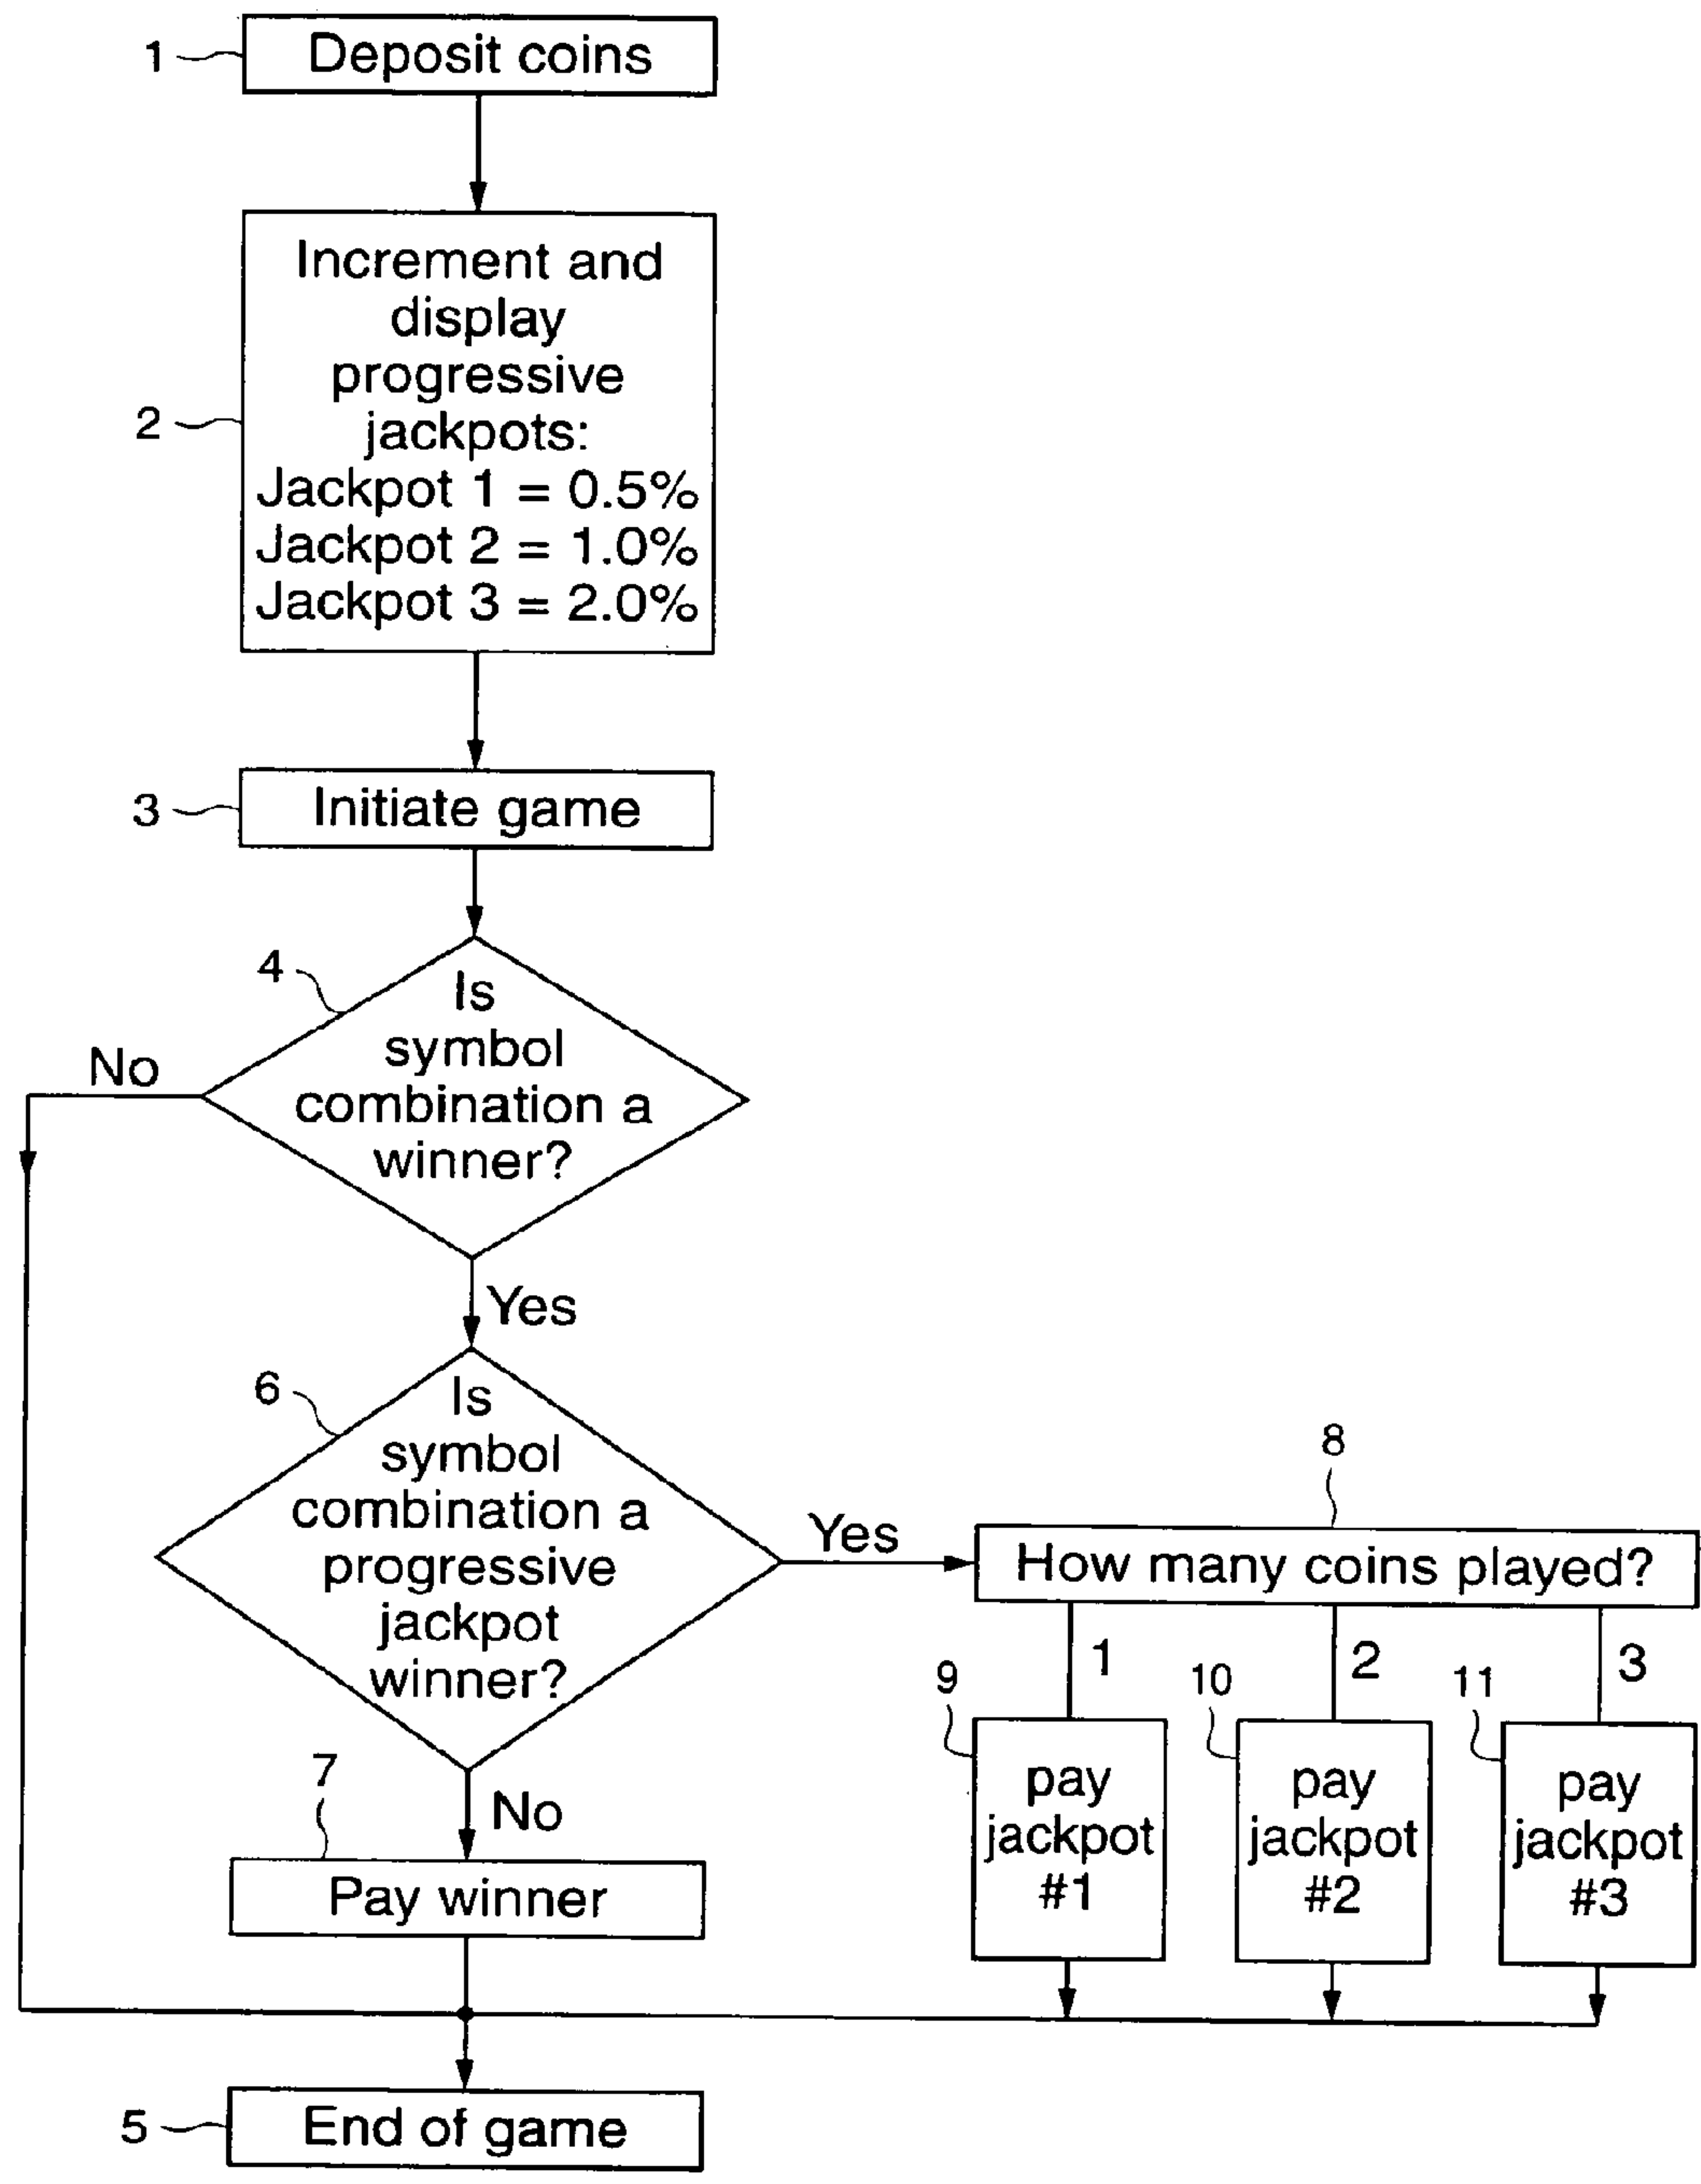 1
Deposit coins
2
Increment and
display
progressive
jackpots:
Jackpot 1 = 0.5%
Jackpot 2 = 1.0%
Jackpot 3 = 2.0%
3
Initiate game
4
Is
symbol
combination a
winner?
No
Yes
6
Is
symbol
combination a
progressive
jackpot
winner?
Yes
8
How many coins played?
1
2
3
9
pay
jackpot
#1
10
pay
jackpot
#2
11
pay
jackpot
#3
No
7
Pay winner
5
End of game